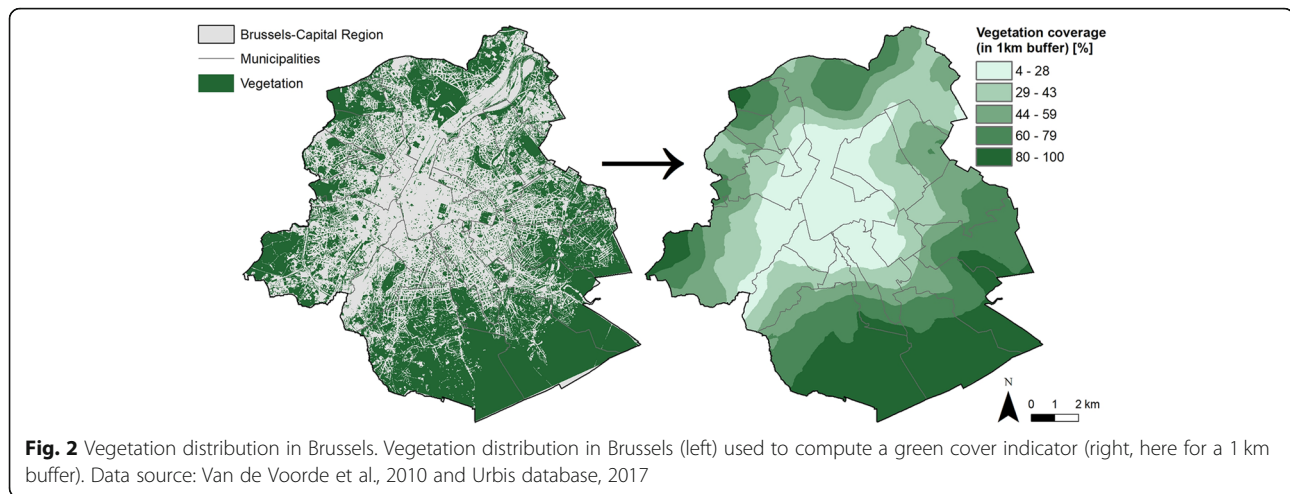 Brussels-Capital Region
Municipalities
Vegetation
Vegetation coverage
(in 1km buffer) [%]
4 - 28
29 - 43
44 - 59
60 - 79
80 - 100
N
0 1 2 km
Fig. 2 Vegetation distribution in Brussels. Vegetation distribution in Brussels (left) used to compute a green cover indicator (right, here for a 1 km
buffer). Data source: Van de Voorde et al., 2010 and Urbis database, 2017